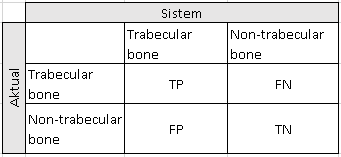 Sistem
Trabecular
bone
Non-trabecular
bone
Aktual
Trabecular
bone
TP
FN
Non-trabecular
bone
FP
TN